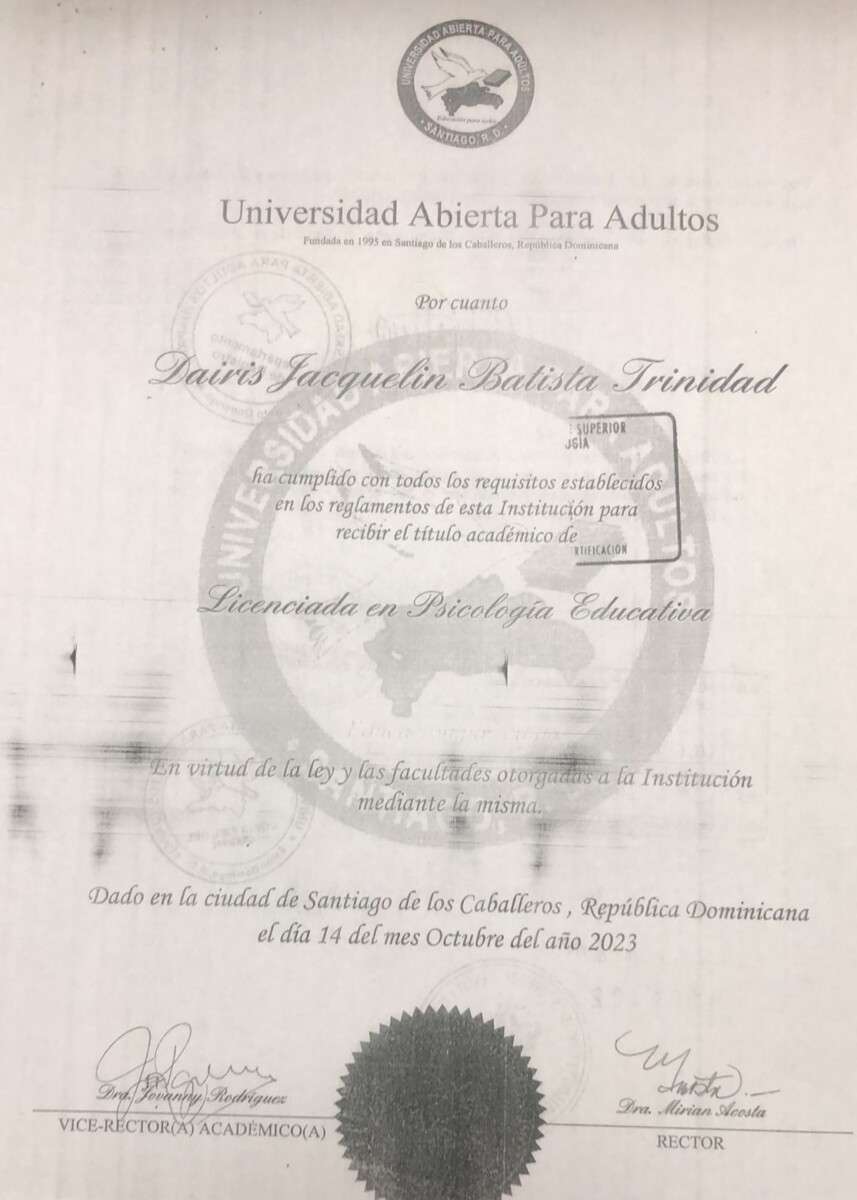 UNIVERSIDAD ABIERTA PARA ADULTOS
SANTIAGO, R. D.
Universidad Abierta Para Adultos
Fundada en 1995 en Santiago de los Caballeros, República Dominicana
Por cuanto
Dairis Jacquelin Batista Trinidad
SUPERIOR
ha cumplido con todos los requisitos establecidos
en los reglamentos de esta Institución para
recibir el título académico de
RTIFICACIÓN
Licenciada en Psicología Educativa
En virtud de la ley y las facultades otorgadas a la Institución
mediante la misma.
Dado en la ciudad de Santiago de los Caballeros , República Dominicana
el día 14 del mes Octubre del año 2023
Dra. Jovanny Rodríguez
VICE-RECTOR(A) ACADÉMICO(A)
Dra. Mirian Acosta
RECTOR